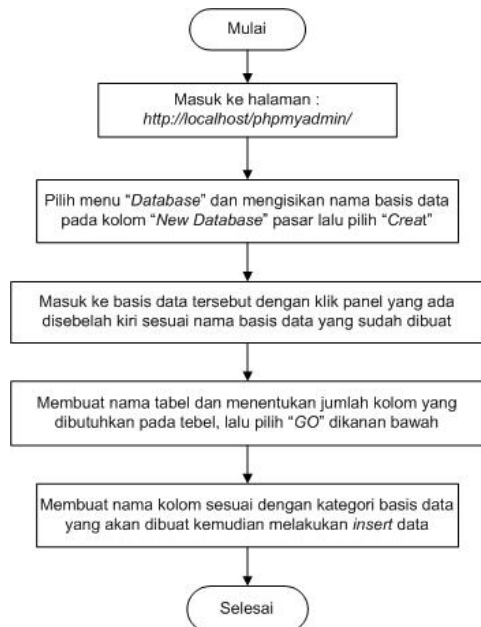 Mulai
Masuk ke halaman :
http://localhost/phpmyadmin/
Pilih menu “Database” dan mengisikan nama basis data
pada kolom “New Database” pasar lalu pilih “Creat”
Masuk ke basis data tersebut dengan klik panel yang ada
disebelah kiri sesuai nama basis data yang sudah dibuat
Membuat nama tabel dan menentukan jumlah kolom yang
dibutuhkan pada tebel, lalu pilih “GO” dikanan bawah
Membuat nama kolom sesuai dengan kategori basis data
yang akan dibuat kemudian melakukan insert data
Selesai